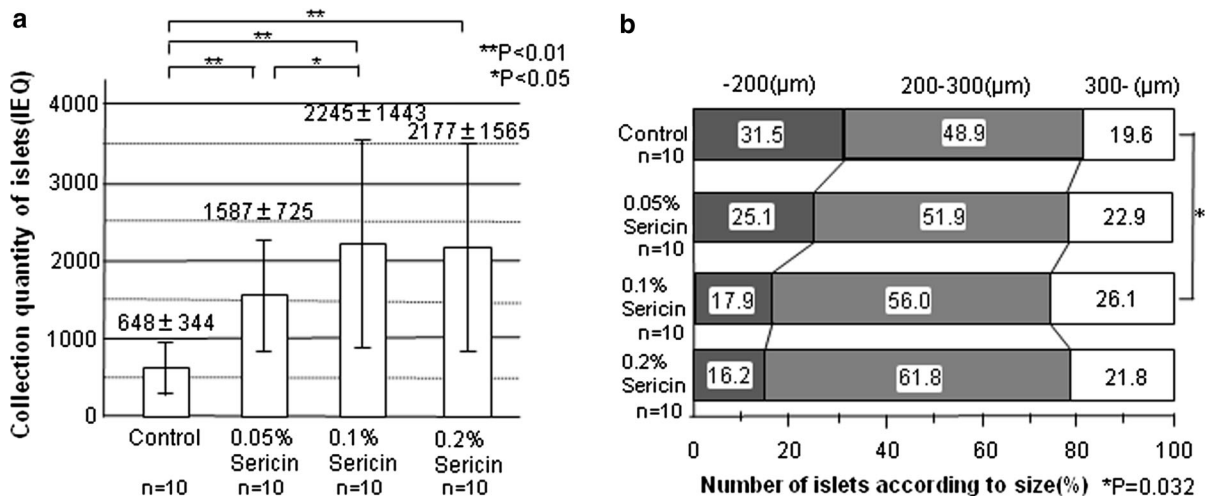 a
**
**
**
*
**P<0.01
*P<0.05
Collection quantity of islets(IEQ)
4000
3000
2000
1000
0
648±344
1587±725
2245±1443
2177±1565
Control
n=10
0.05%
Sericin
n=10
0.1%
Sericin
n=10
0.2%
Sericin
n=10
b
-200(µm) 200-300(µm) 300- (µm)
Control
n=10
31.5 48.9 19.6
0.05%
Sericin
n=10
25.1 51.9 22.9
0.1%
Sericin
n=10
17.9 56.0 26.1
0.2%
Sericin
n=10
16.2 61.8 21.8
*
0 20 40 60 80 100
Number of islets according to size(%) *P=0.032